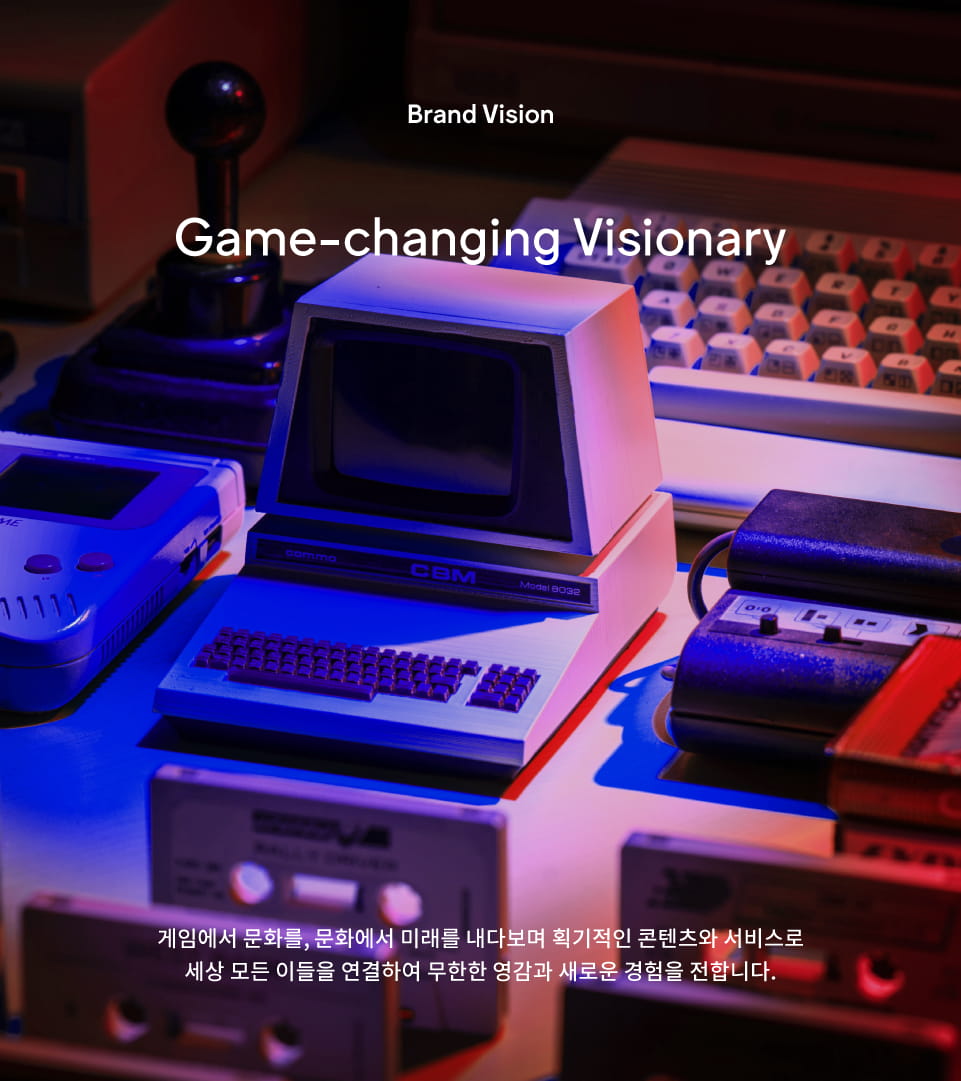 Brand Vision
Game-changing Visionary
commo
CBM
Model 8032
RALLY DRIVER
게임에서 문화를, 문화에서 미래를 내다보며 획기적인 콘텐츠와 서비스로
세상 모든 이들을 연결하여 무한한 영감과 새로운 경험을 전합니다.